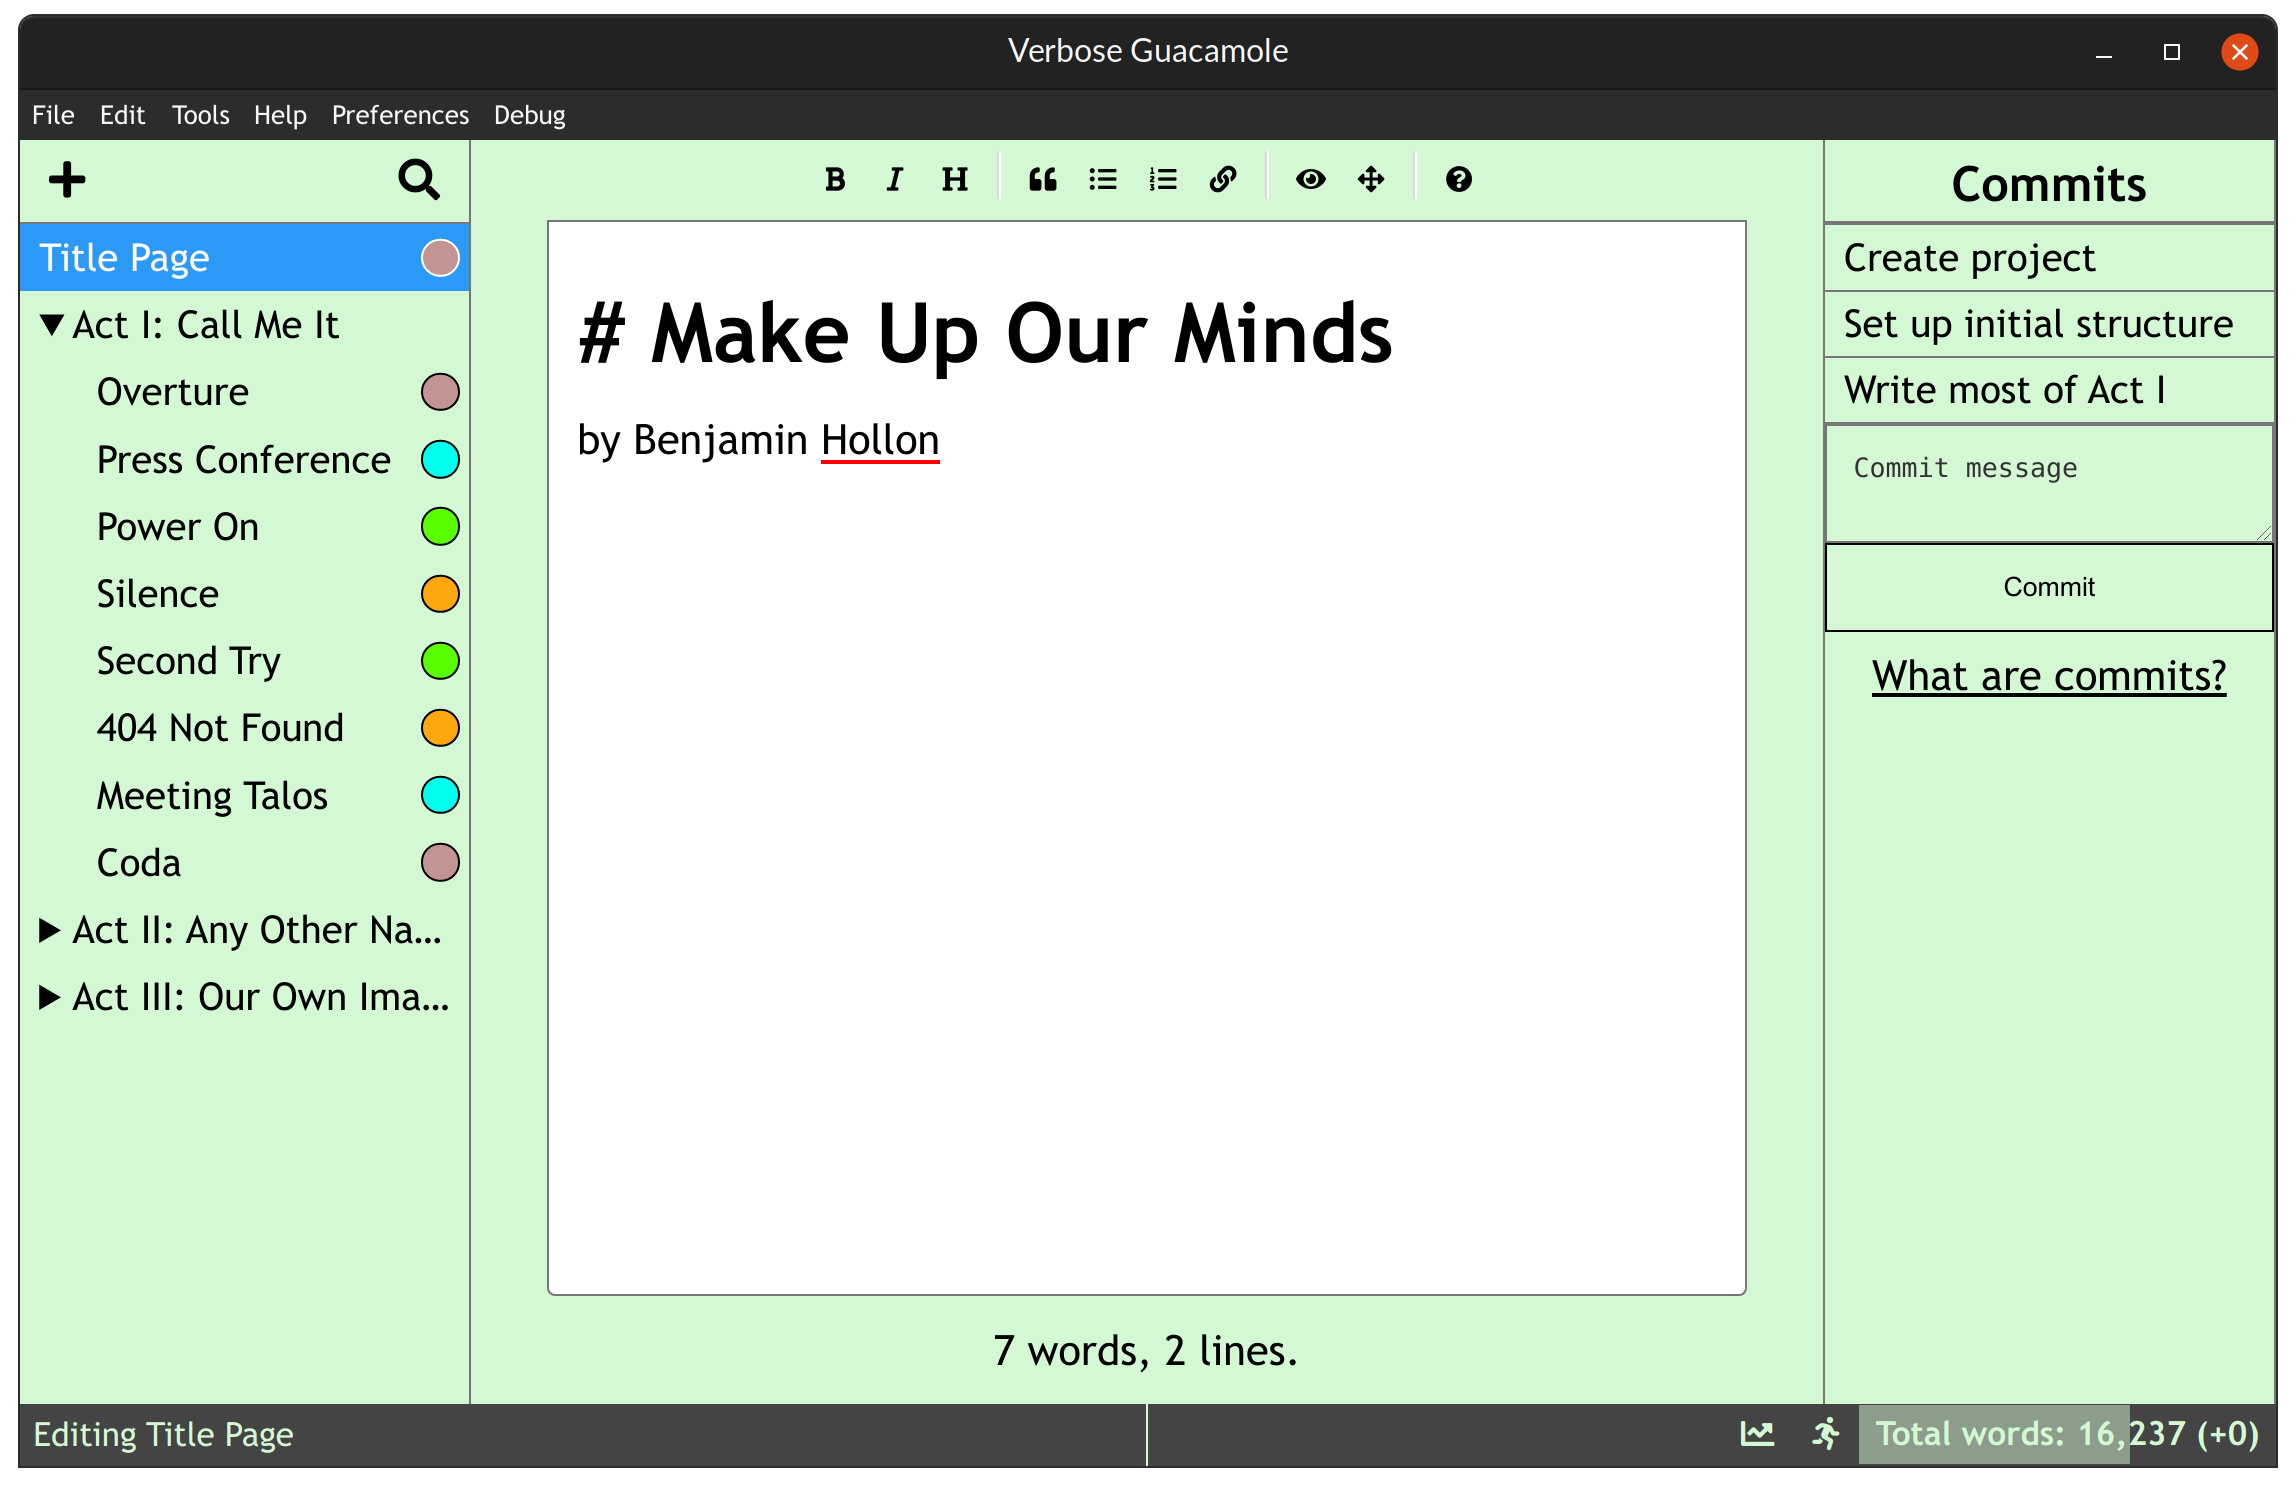 Verbose Guacamole
File Edit Tools Help Preferences Debug
Title Page
Act I: Call Me It
Overture
Press Conference
Power On
Silence
Second Try
404 Not Found
Meeting Talos
Coda
Act II: Any Other Na...
Act III: Our Own Ima...
B I H
# Make Up Our Minds
by Benjamin Hollon
7 words, 2 lines.
Commits
Create project
Set up initial structure
Write most of Act I
Commit message
Commit
What are commits?
Editing Title Page
Total words: 16,237 (+0)